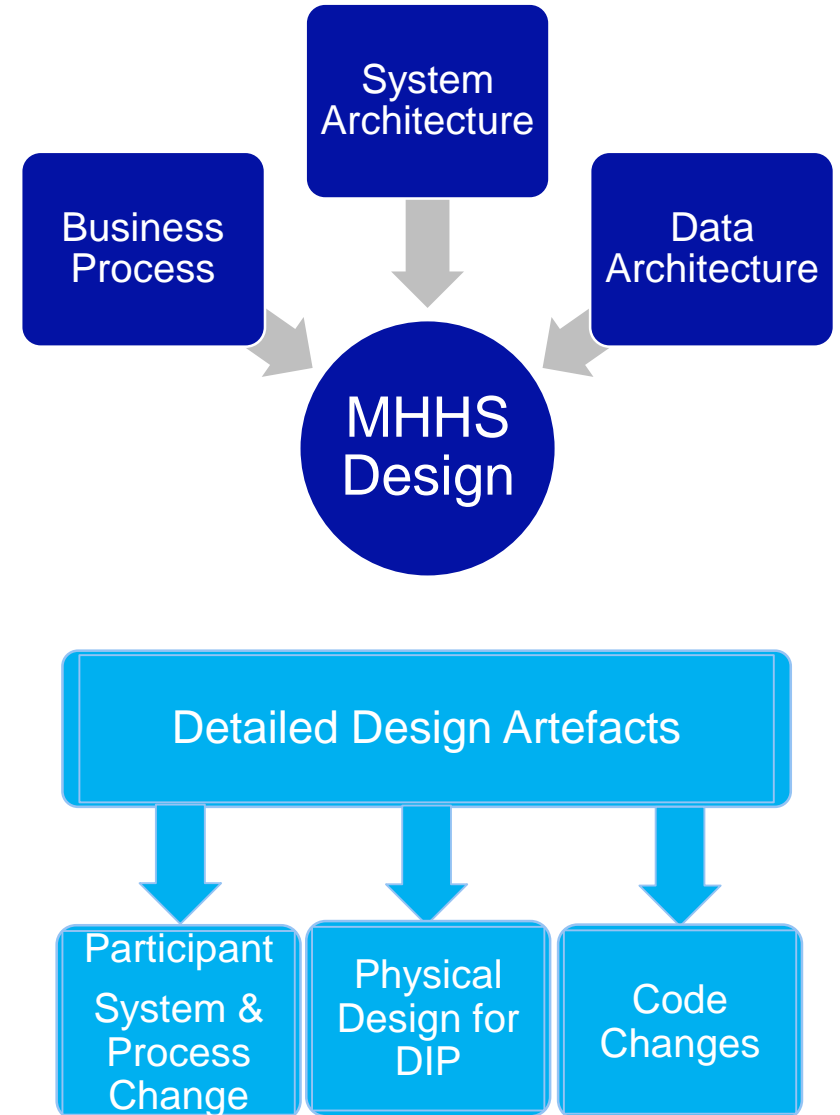 System
Architecture
Business
Process
Data
Architecture
MHHS
Design
Detailed Design Artefacts
Participant
System &
Process
Change
Physical
Design for
DIP
Code
Changes